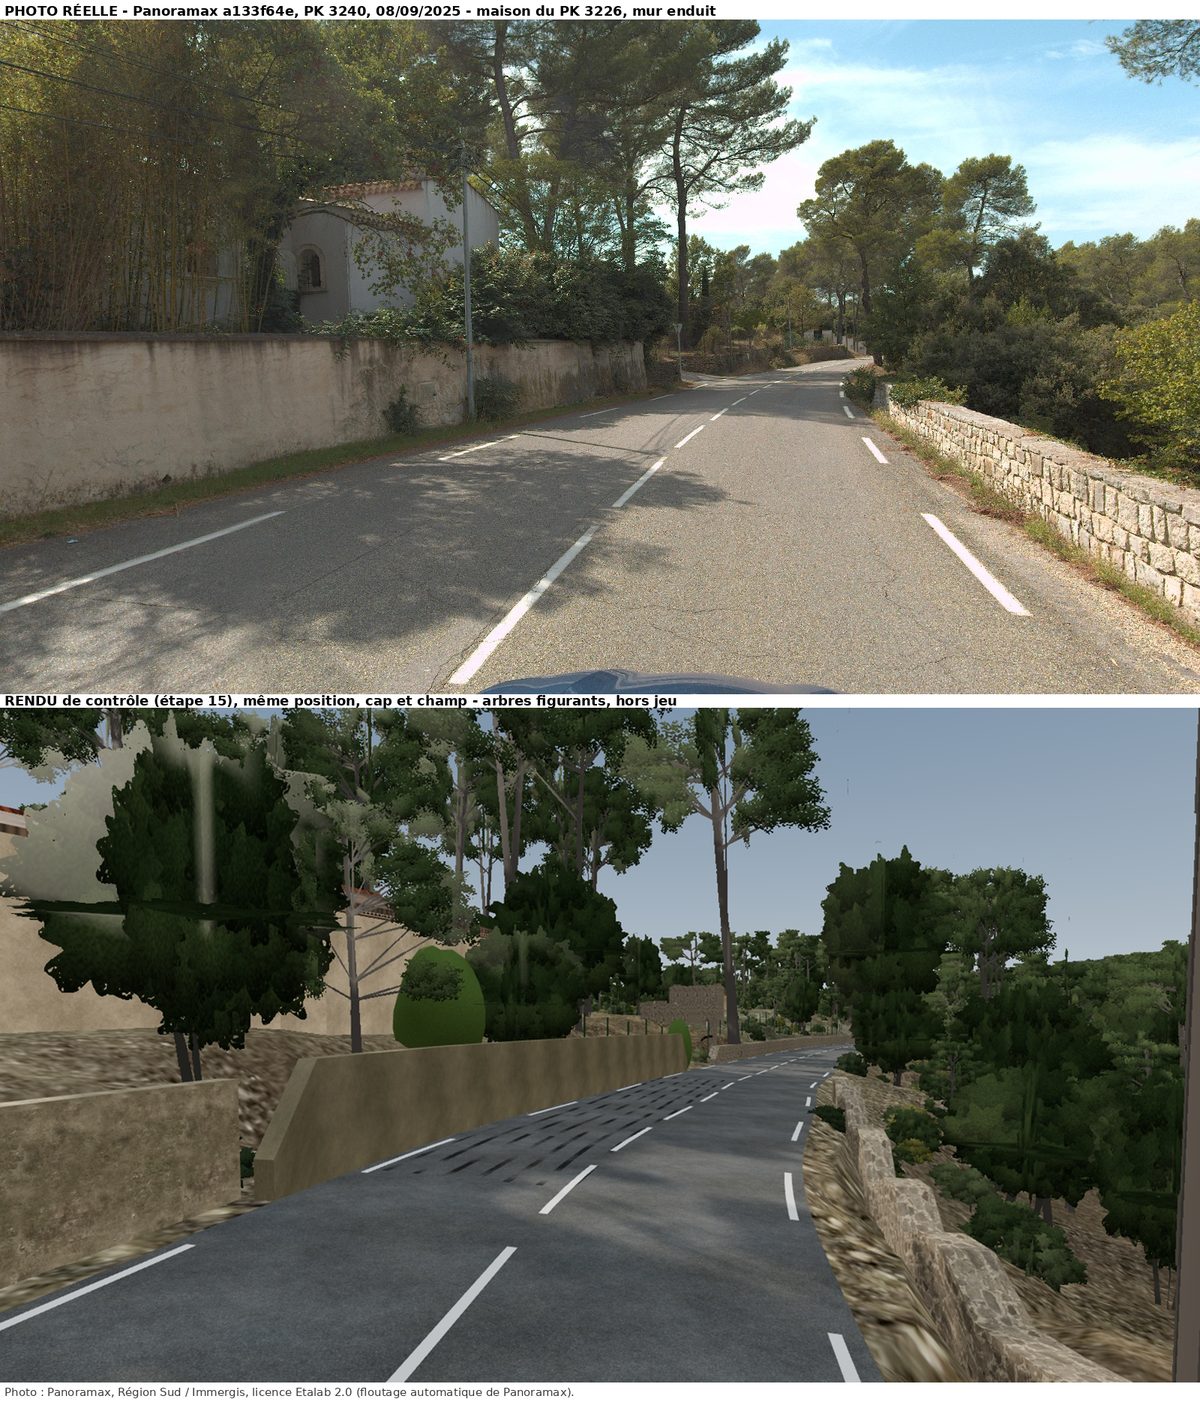 PHOTO RÉELLE - Panoramax a133f64e, PK 3240, 08/09/2025 - maison du PK 3226, mur enduit
RENDU de contrôle (étape 15), même position, cap et champ - arbres figurants, hors jeu
Photo : Panoramax, Région Sud / Immergis, licence Etalab 2.0 (floutage automatique de Panoramax).